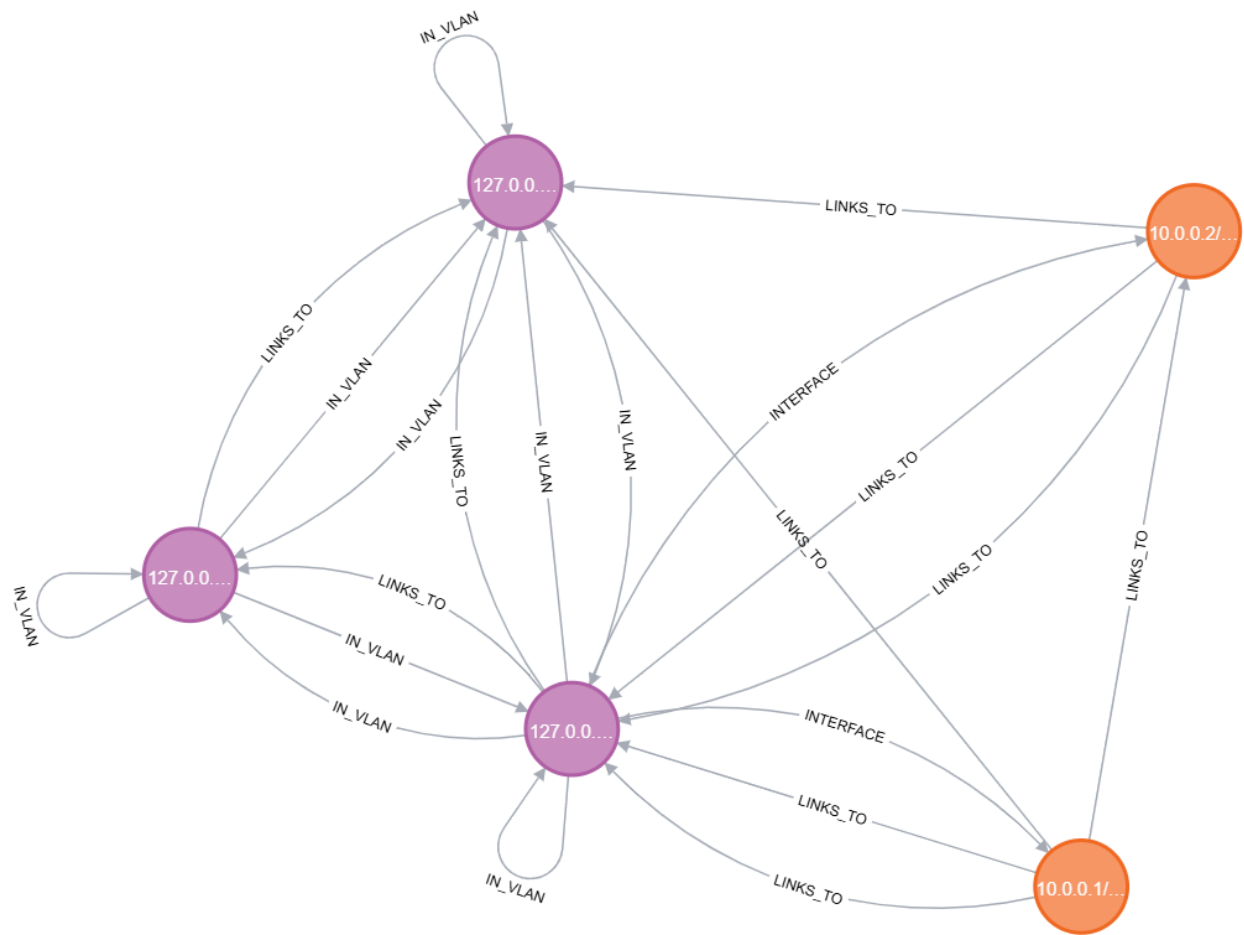 IN_VLAN
127.0.0....
LINKS_TO
10.0.0.2/...
LINKS_TO
IN_VLAN
INTERFACE
IN_VLAN
LINKS_TO
IN_VLAN
IN_VLAN
LINKS_TO
LINKS_TO
127.0.0....
LINKS_TO
LINKS_TO
LINKS_TO
IN_VLAN
IN_VLAN
IN_VLAN
127.0.0....
INTERFACE
LINKS_TO
IN_VLAN
LINKS_TO
10.0.0.1/...